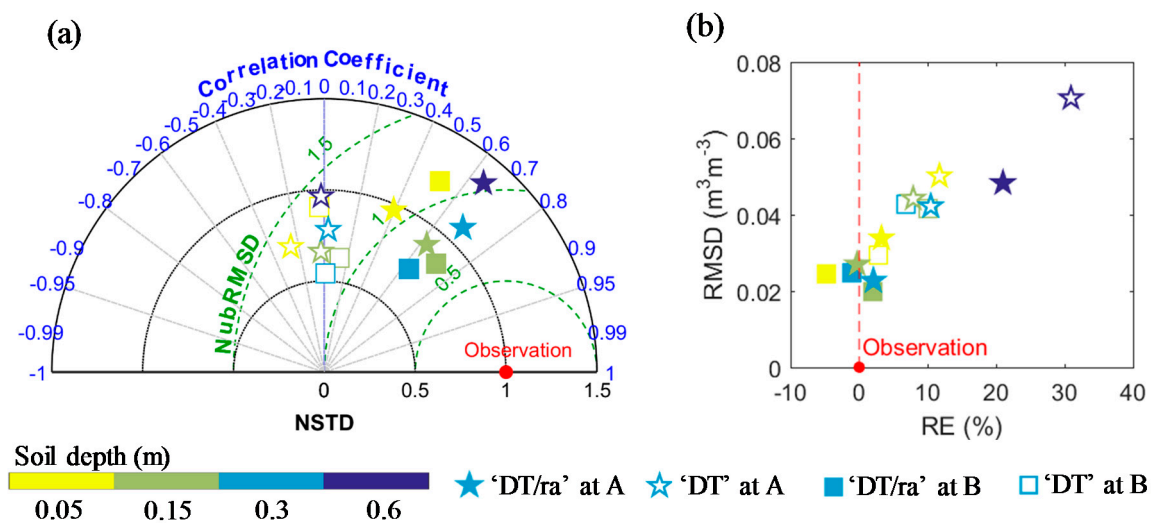 (a)
Correlation Coefficient
-1 -0.99 -0.95 -0.9 -0.8 -0.7 -0.6 -0.5 -0.4 -0.3 -0.2 -0.1 0 0.1 0.2 0.3 0.4 0.5 0.6 0.7 0.8 0.9 0.95 0.99 1
NubRMSD
1.5
1
0.5
Observation
0 0.5 1 1.5
NSTD
(b)
RMSD (m³m⁻³)
0.08
0.06
0.04
0.02
0
Observation
-10 0 10 20 30 40
RE (%)
Soil depth (m)
0.05 0.15 0.3 0.6
‘DT/ra’ at A ‘DT’ at A ‘DT/ra’ at B ‘DT’ at B